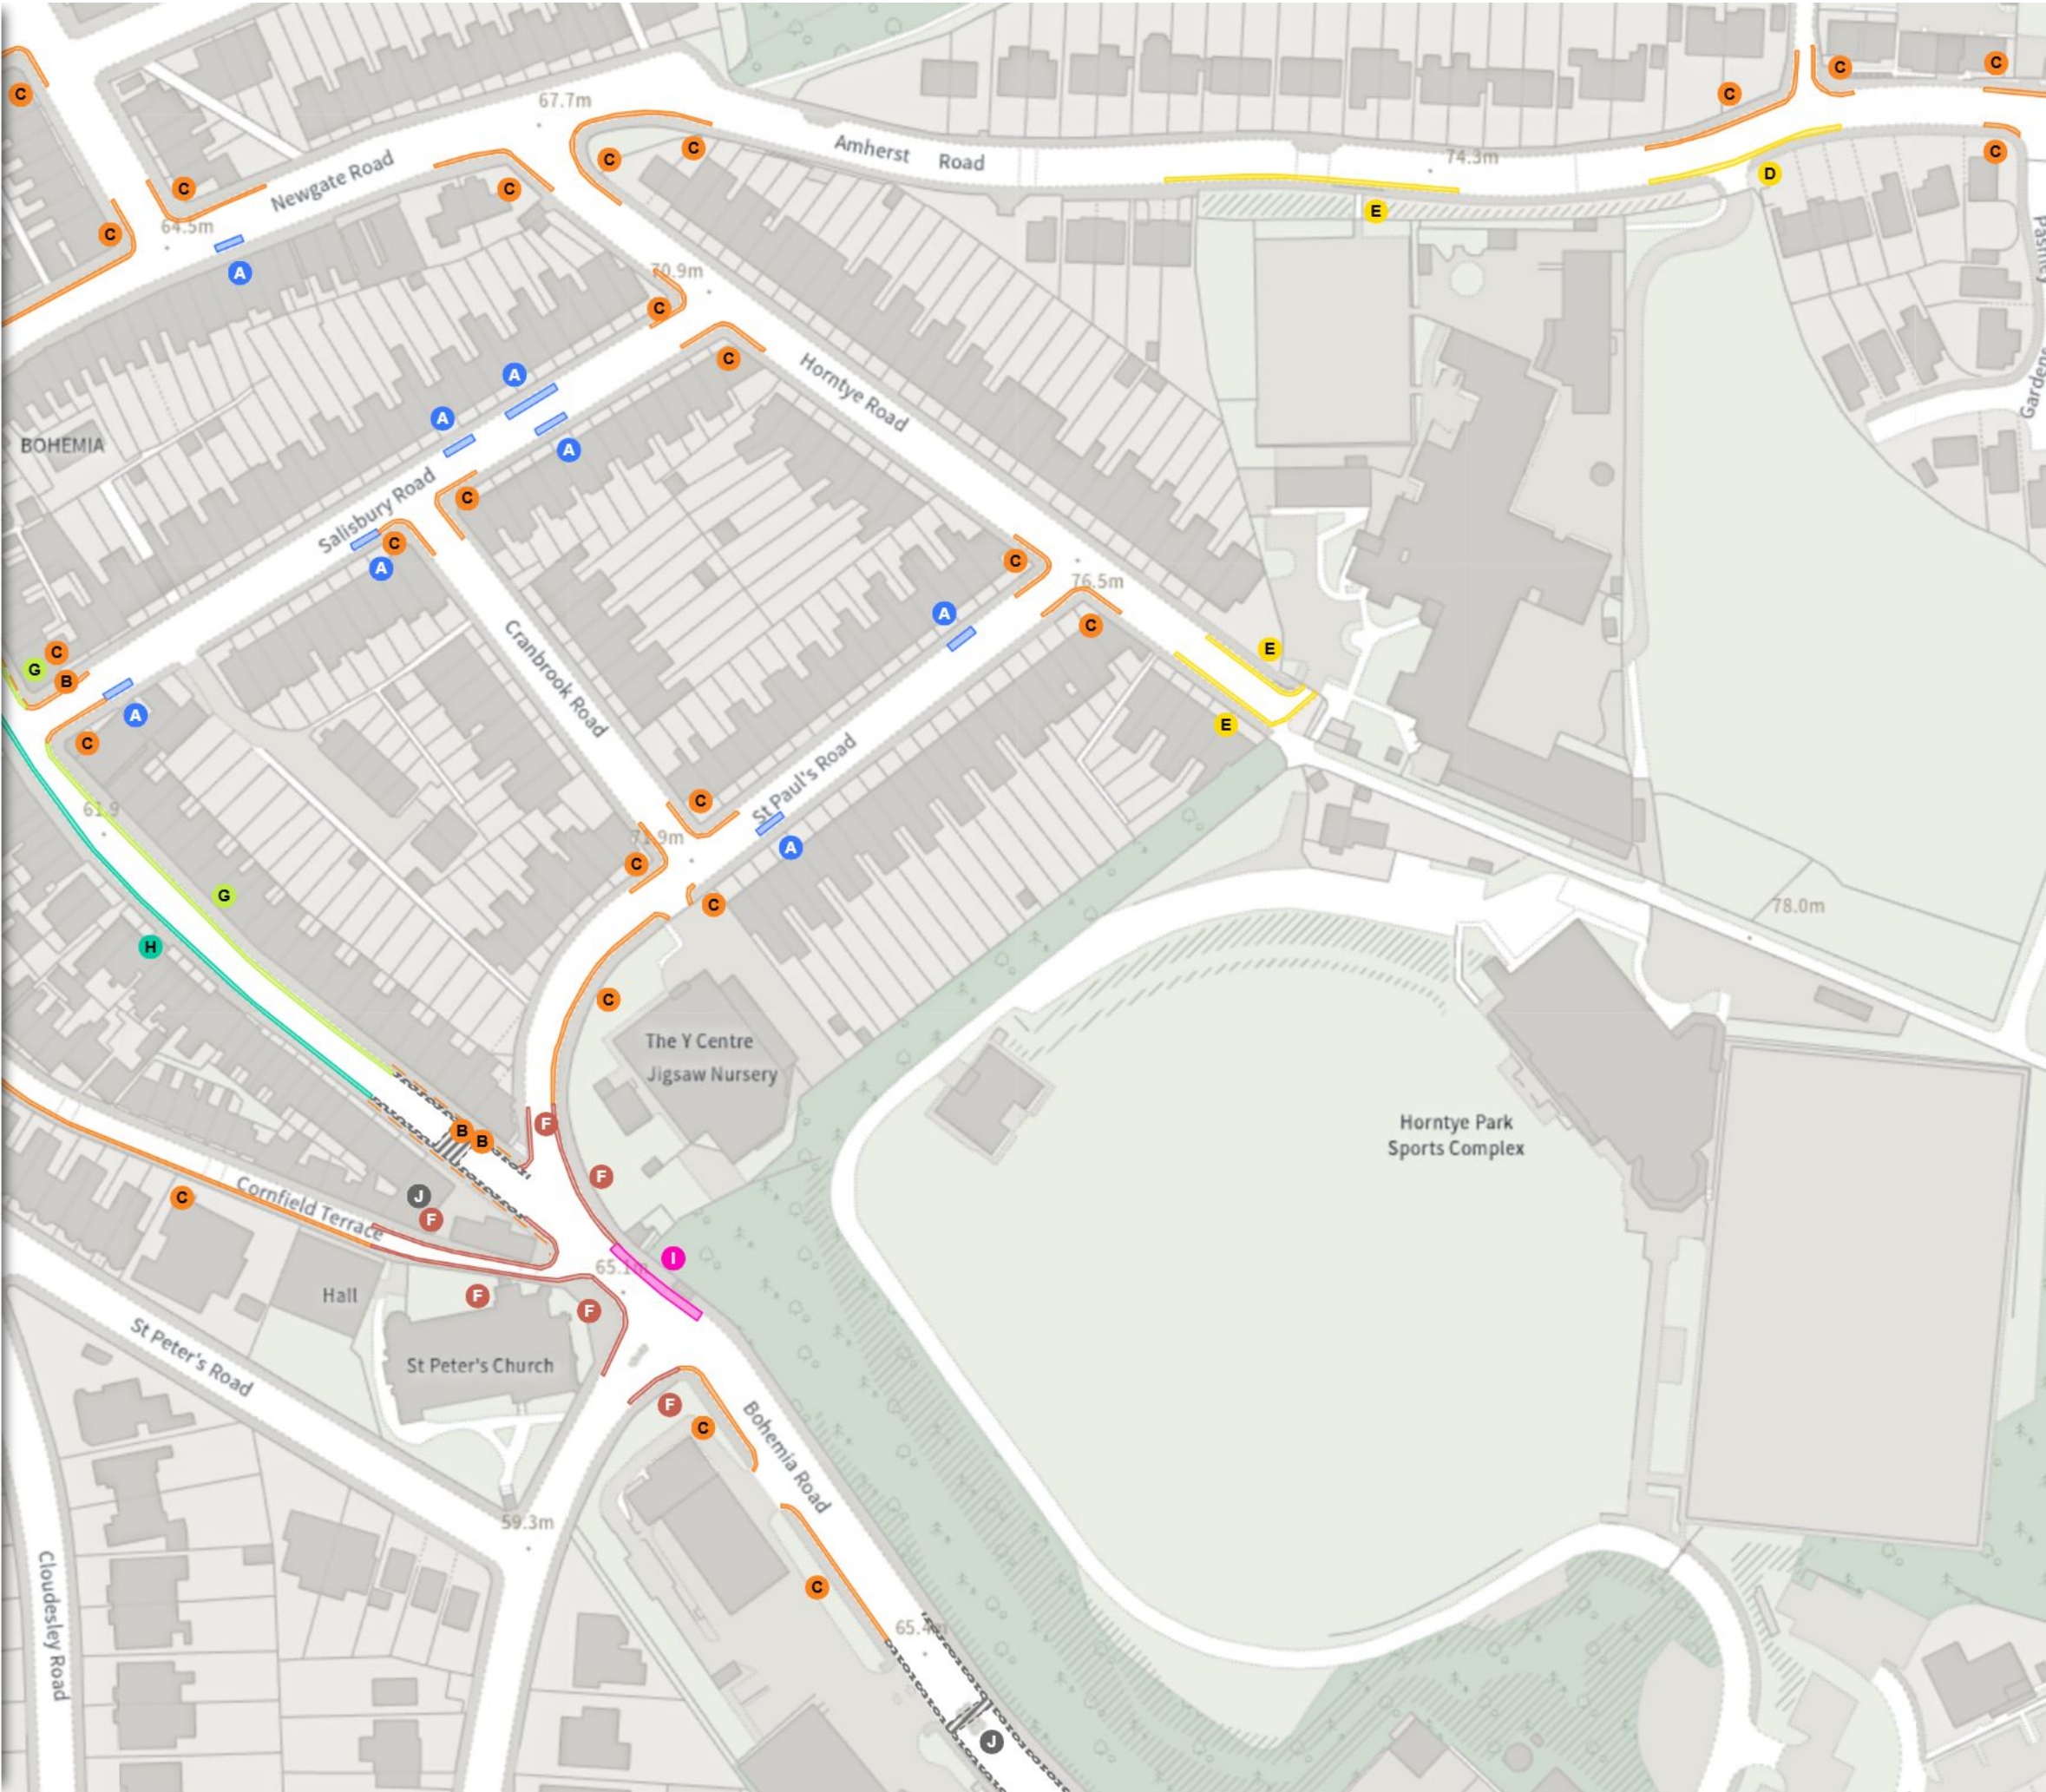 C
C
C
C
67.7m
C
C
Amherst Road
74.3m
D
C
Newgate Road
C
C
C
64.5m
A
E
Pashley
Gardens
70.9m
C
C
A
Horntye Road
A
A
BOHEMIA
Salisbury Road
C
C
A
C
76.5m
A
C
E
E
G
C
B
A
C
Cranbrook Road
St Paul's Road
C
A
71.9m
C
C
61.9
G
H
78.0m
C
The Y Centre
Jigsaw Nursery
Horntye Park
Sports Complex
B
B
F
F
C
Cornfield Terrace
J
F
I
65.1m
F
F
Hall
St Peter's Road
St Peter's Church
F
C
Bohemia Road
59.3m
C
Cloudesley Road
65.4m
J